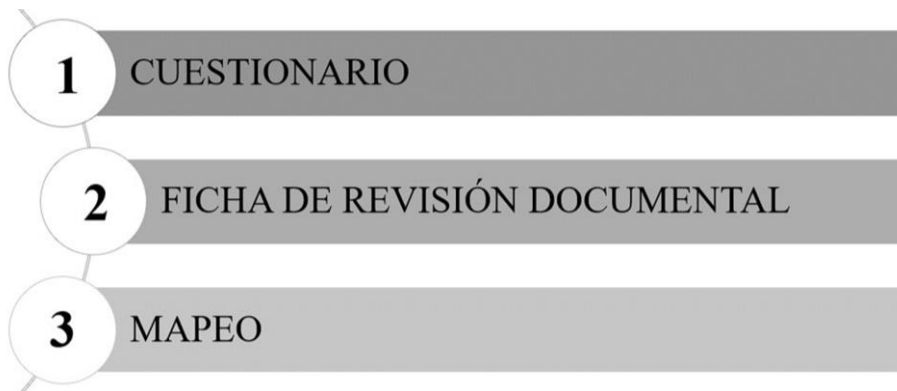 1 CUESTIONARIO
2 FICHA DE REVISIÓN DOCUMENTAL
3 MAPEO